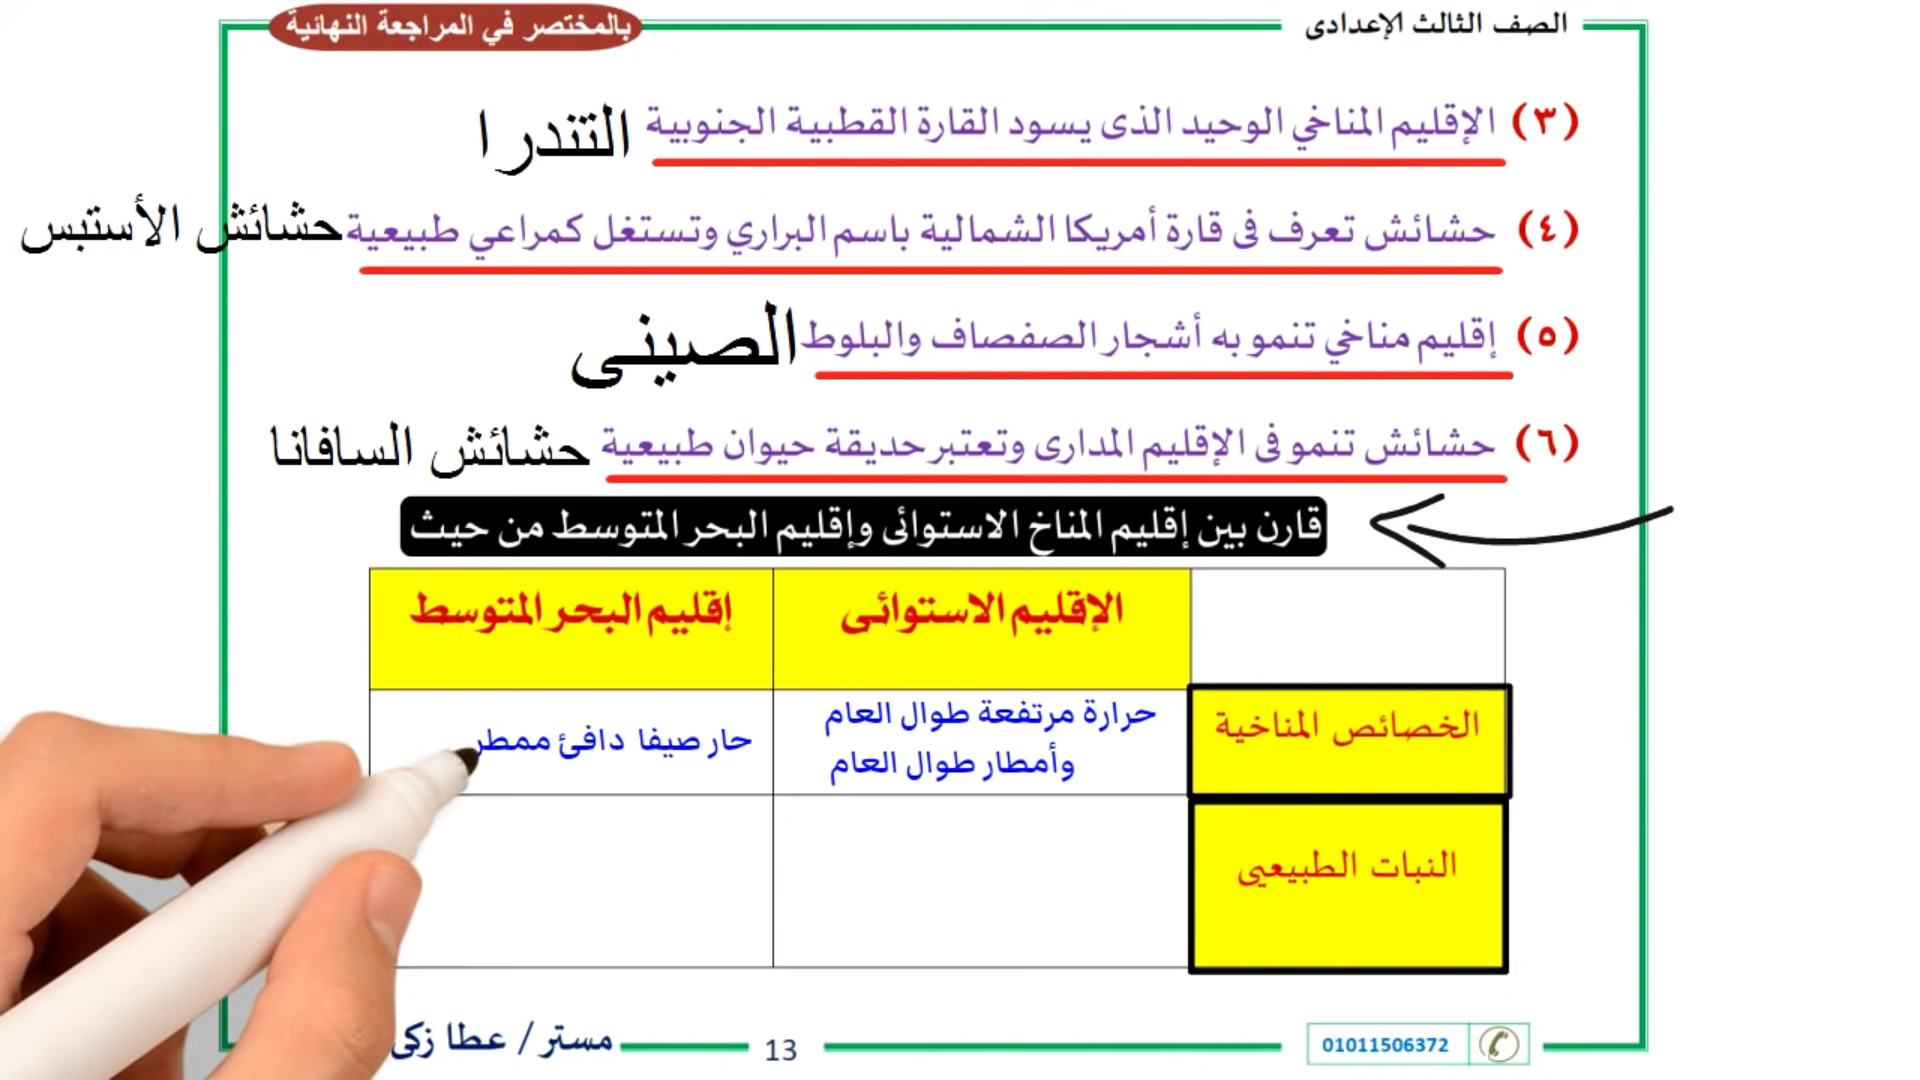 الصف الثالث الإعدادى
بالمختصر في المراجعة النهائية
(٣) الإقليم المناخي الوحيد الذى يسود القارة القطبية الجنوبية التندرا
(٤) حشائش تعرف فى قارة أمريكا الشمالية باسم البراري وتستغل كمراعي طبيعية حشائش الأستبس
(٥) إقليم مناخي تنمو به أشجار الصفصاف والبلوط الصينى
(٦) حشائش تنمو فى الإقليم المدارى وتعتبر حديقة حيوان طبيعية حشائش السافانا
قارن بين إقليم المناخ الاستوائى وإقليم البحر المتوسط من حيث
الإقليم الاستوائى
إقليم البحر المتوسط
الخصائص المناخية
حرارة مرتفعة طوال العام
وأمطار طوال العام
حار صيفا دافئ ممطر
النبات الطبيعيى
01011506372
13
مستر / عطا زكى